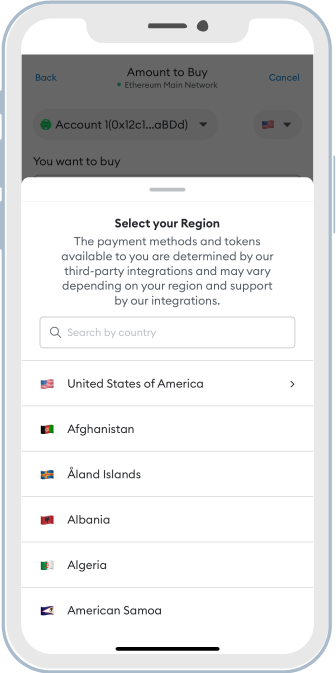 Back
Amount to Buy
Cancel
Ethereum Main Network
Account 1(0x12c1...aBDd)
You want to buy
Select your Region
The payment methods and tokens
available to you are determined by our
third-party integrations and may vary
depending on your region and support
by our integrations.
Search by country
United States of America
Afghanistan
Åland Islands
Albania
Algeria
American Samoa